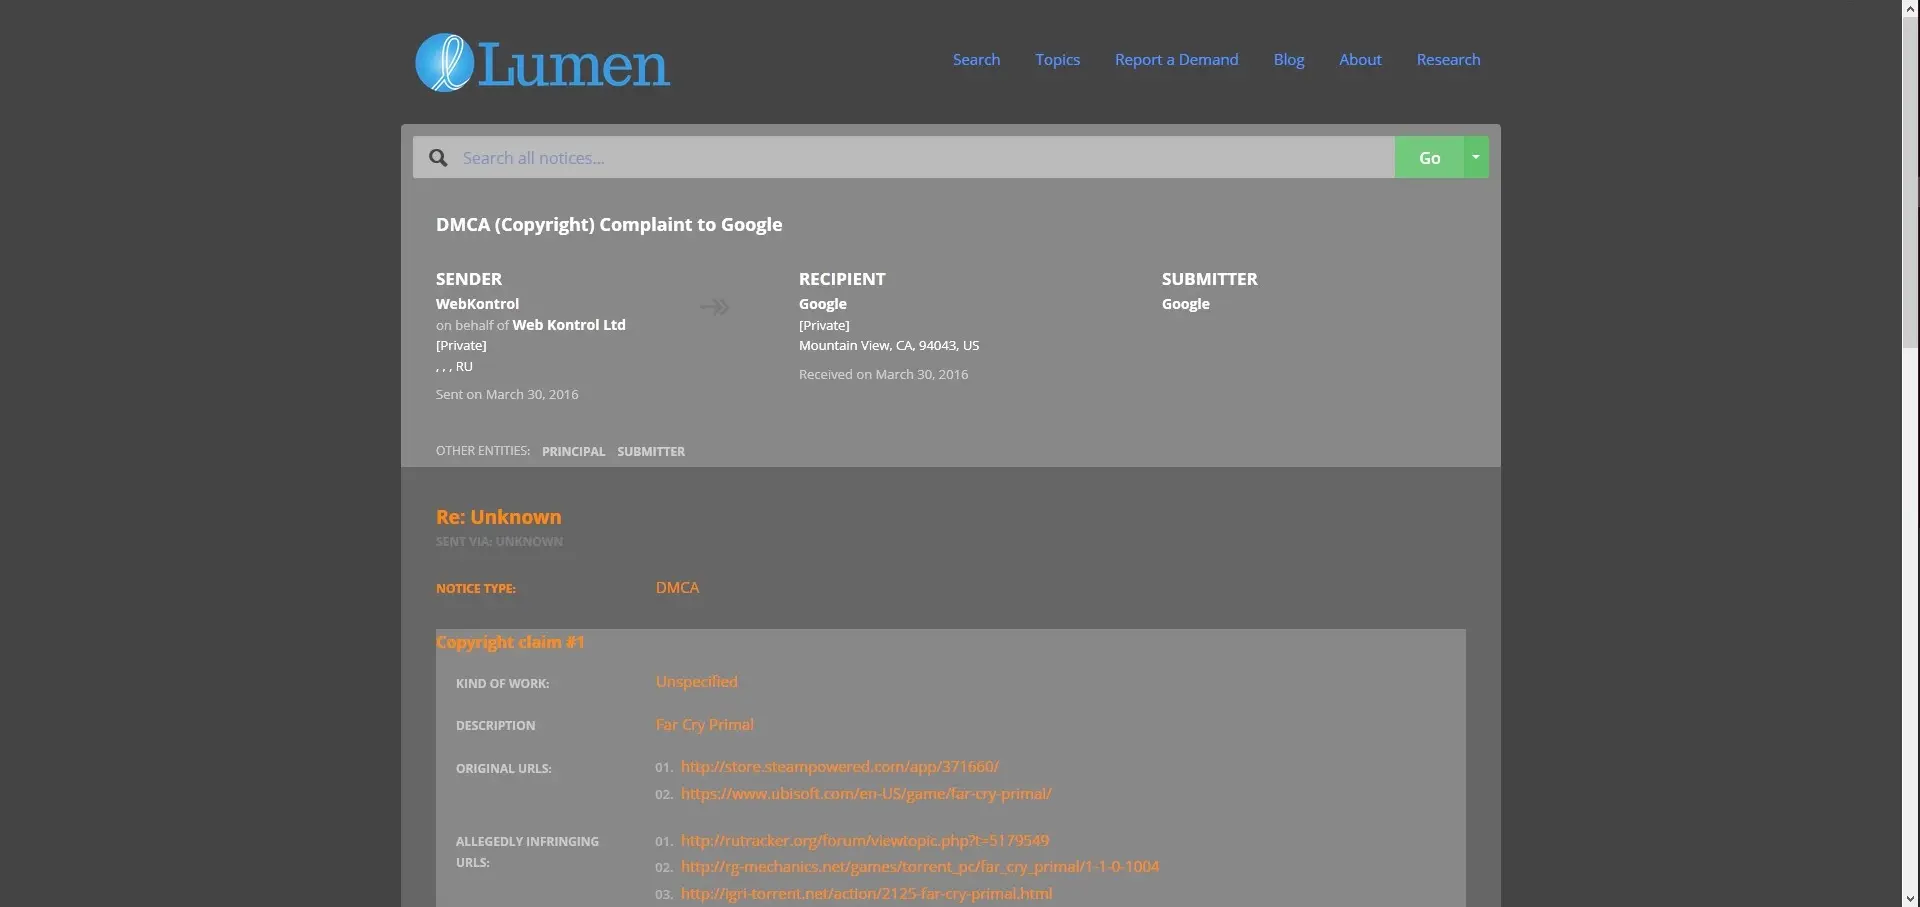 Lumen
Search Topics Report a Demand Blog About Research
Search all notices...
Go
DMCA (Copyright) Complaint to Google
SENDER
WebKontrol
on behalf of Web Kontrol Ltd
[Private]
, , , RU
Sent on March 30, 2016
RECIPIENT
Google
[Private]
Mountain View, CA, 94043, US
Received on March 30, 2016
SUBMITTER
Google
OTHER ENTITIES: PRINCIPAL SUBMITTER
Re: Unknown
SENT VIA: UNKNOWN
NOTICE TYPE: DMCA
Copyright claim #1
KIND OF WORK: Unspecified
DESCRIPTION Far Cry Primal
ORIGINAL URLS:
01. http://store.steampowered.com/app/371660/
02. https://www.ubisoft.com/en-US/game/far-cry-primal/
ALLEGEDLY INFRINGING
URLS:
01. http://rutracker.org/forum/viewtopic.php?t=5179549
02. http://rg-mechanics.net/games/torrent_pc/far_cry_primal/1-1-0-1004
03. http://igri-torrent.net/action/2125-far-cry-primal.html